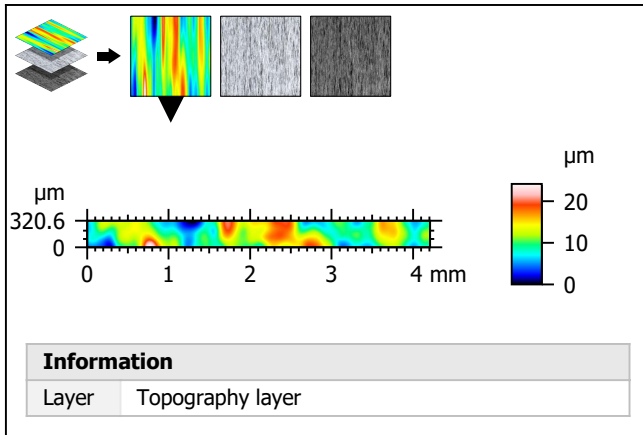 µm
320.6
0
0 1 2 3 4 mm
µm
20
10
0
Information
Layer Topography layer